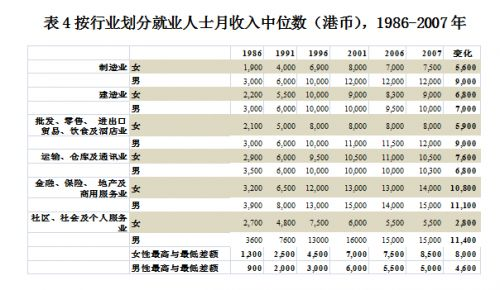 表 4 按行业划分就业人士月收入中位数（港币），1986-2007 年
1986 1991 1996 2001 2006 2007 变化
制造业 女 1,900 4,000 6,900 8,000 7,000 7,500 5,600
男 3,000 6,000 10,000 12,000 12,000 12,000 9,000
建造业 女 2,200 5,500 10,000 9,000 8,300 9,000 6,800
男 3,000 6,000 10,000 10,000 9,500 10,000 7,000
批发、零售、 进出口
贸易、饮食及酒店业 女 2,100 5,000 8,000 8,000 8,000 8,000 5,900
男 3,000 6,000 10,000 11,000 11,500 12,000 9,000
运输、仓库及通讯业 女 2,900 6,000 9,500 10,500 11,000 10,500 7,600
男 3,500 6,000 10,000 10,000 10,000 10,300 6,800
金融、保险、 地产及
商用服务业 女 3,200 6,500 12,000 13,000 13,000 14,000 10,800
男 3,900 8,000 13,000 15,000 14,000 15,000 11,100
社区、社会及个人服务
业 女 2,700 4,800 7,500 6,000 5,500 5,500 2,800
男 3600 7600 13000 16000 15,000 15,000 11,400
女性最高与最低差额 1,300 2,500 4,500 7,000 7,500 8,500 8,000
男性最高与最低差额 900 2,000 3,000 6,000 5,500 5,000 4,600